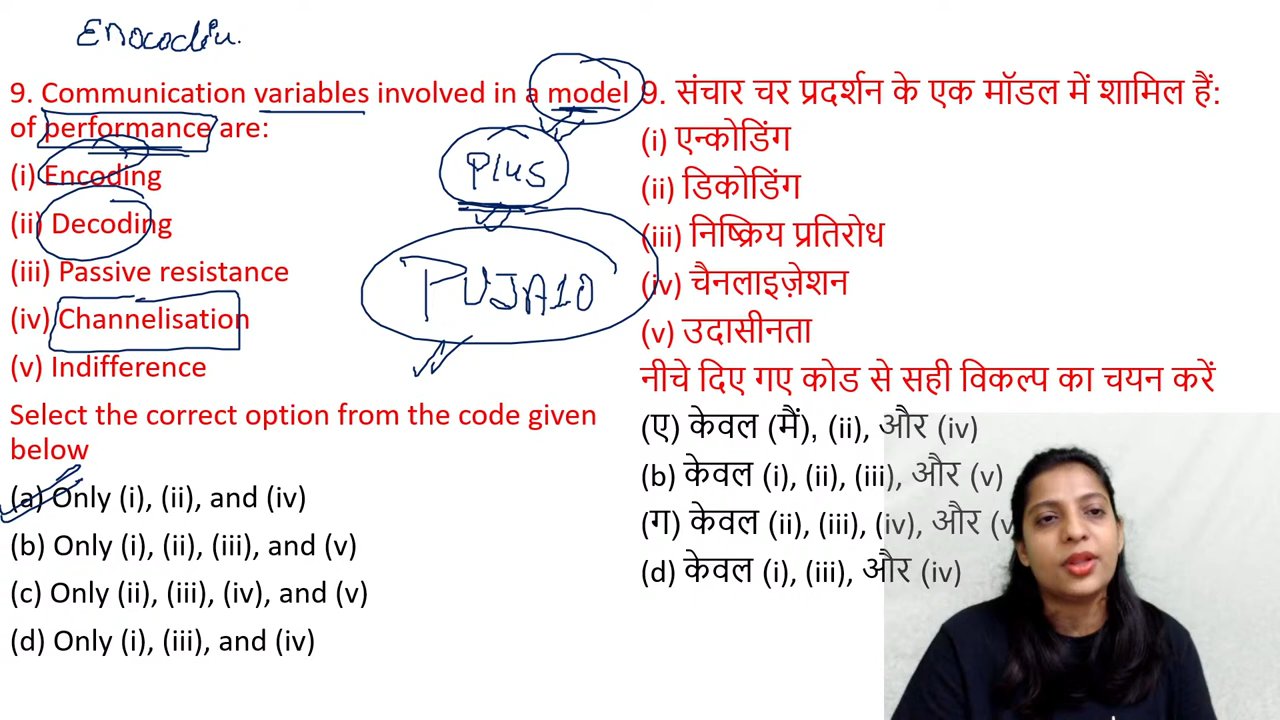 Enocodin.
9. Communication variables involved in a model
of performance are:
(i) Encoding
(ii) Decoding
(iii) Passive resistance
(iv) Channelisation
(v) Indifference
Select the correct option from the code given
below
(a) Only (i), (ii), and (iv)
(b) Only (i), (ii), (iii), and (v)
(c) Only (ii), (iii), (iv), and (v)
(d) Only (i), (iii), and (iv)
Plus
PUJA10
9. संचार चर प्रदर्शन के एक मॉडल में शामिल हैं:
(i) एन्कोडिंग
(ii) डिकोडिंग
(iii) निष्क्रिय प्रतिरोध
(iv) चैनलाइज़ेशन
(v) उदासीनता
नीचे दिए गए कोड से सही विकल्प का चयन करें
(ए) केवल (मैं), (ii), और (iv)
(b) केवल (i), (ii), (iii), और (v)
(ग) केवल (ii), (iii), (iv), और (v
(d) केवल (i), (iii), और (iv)